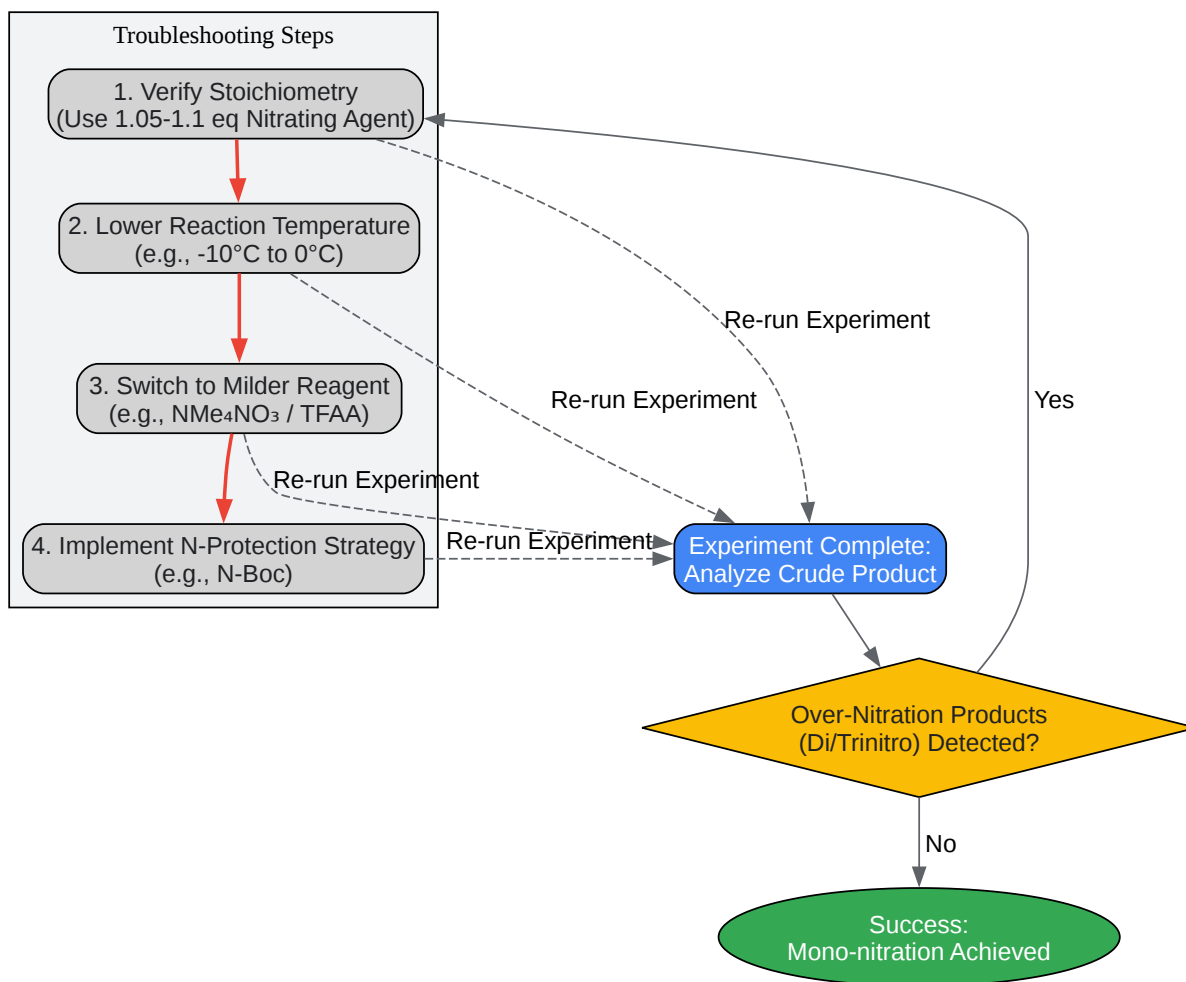 Troubleshooting Steps
1. Verify Stoichiometry
(Use 1.05-1.1 eq Nitrating Agent)
2. Lower Reaction Temperature
(e.g., -10°C to 0°C)
Re-run Experiment
3. Switch to Milder Reagent
(e.g., NMe₄NO₃ / TFAA)
Re-run Experiment
Yes
Re-run Experiment
4. Implement N-Protection Strategy
(e.g., N-Boc)
Re-run Experiment
Experiment Complete:
Analyze Crude Product
Over-Nitration Products
(Di/Trinitro) Detected?
No
Success:
Mono-nitration Achieved